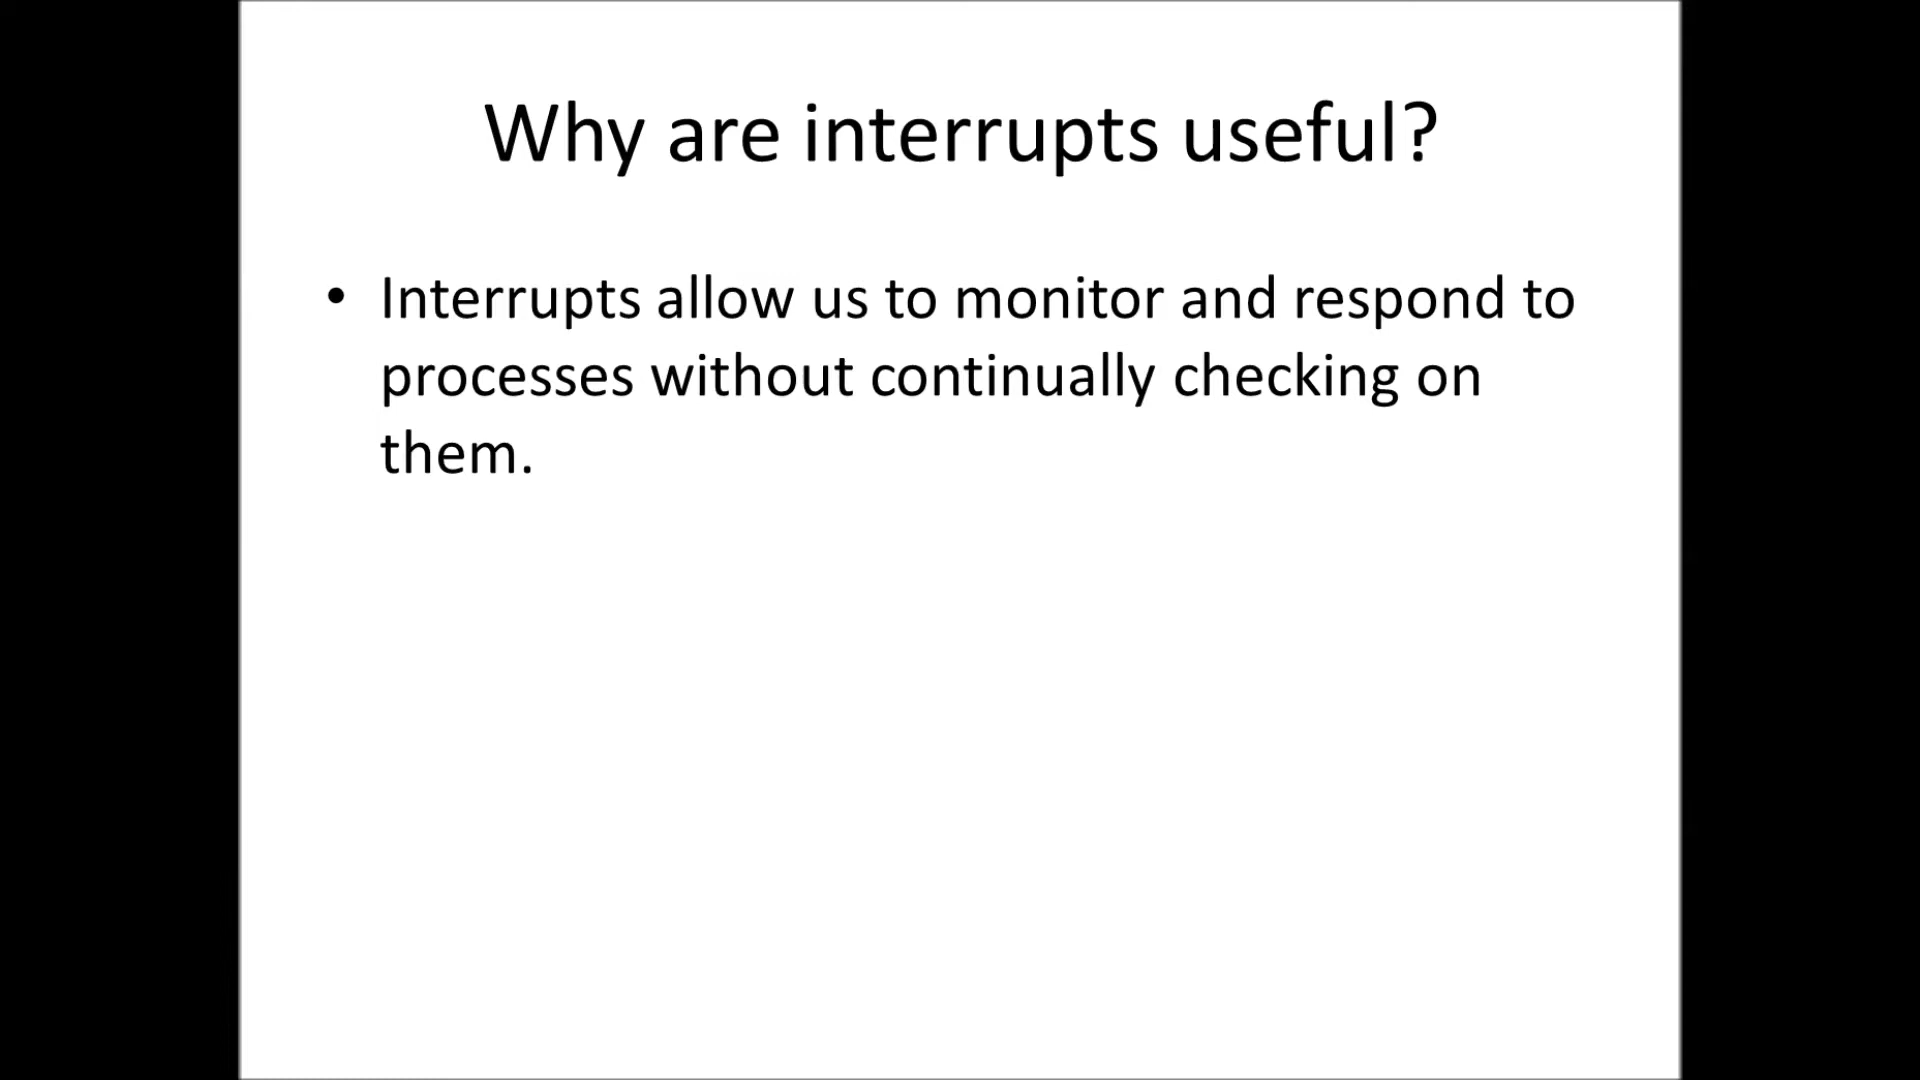 Why are interrupts useful?
• Interrupts allow us to monitor and respond to
processes without continually checking on
them.